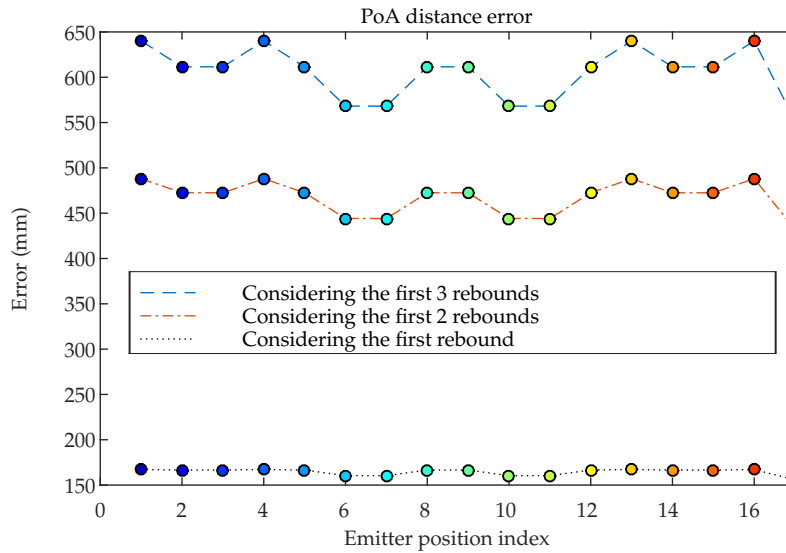 PoA distance error
650
600
550
500
450
400
350
300
250
200
150
Error (mm)
Considering the first 3 rebounds
Considering the first 2 rebounds
Considering the first rebound
0 2 4 6 8 10 12 14 16
Emitter position index